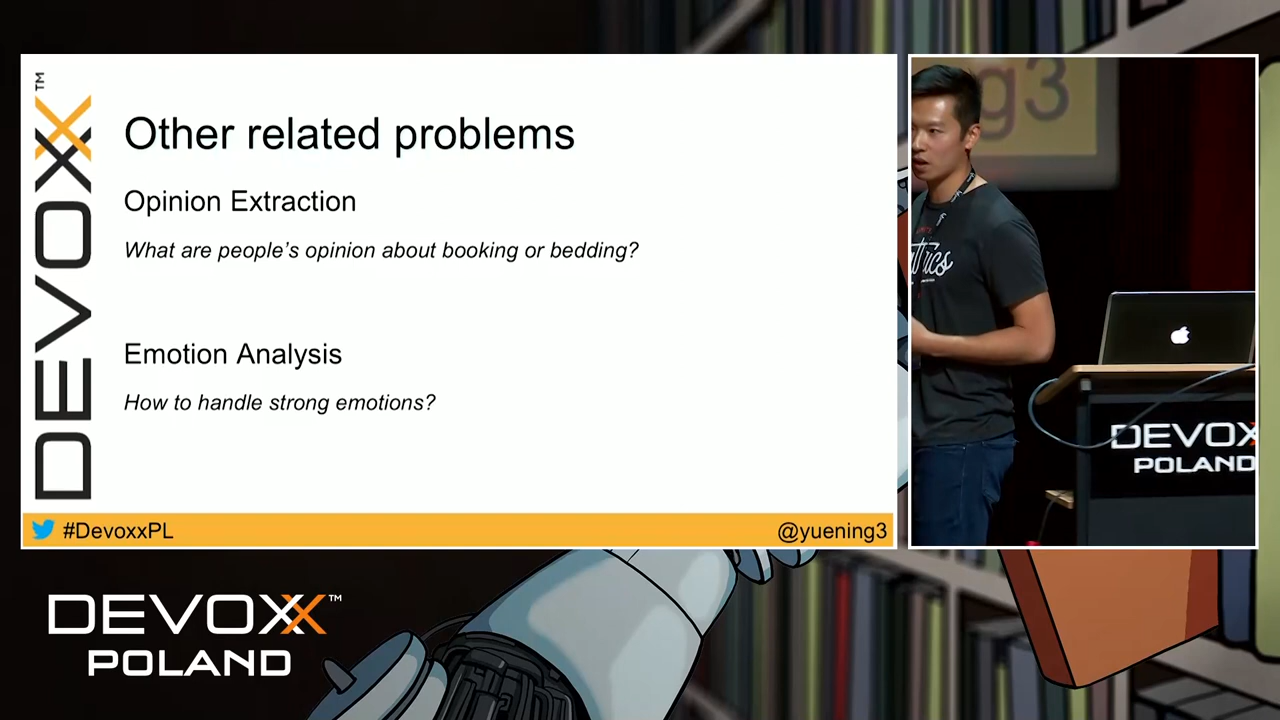 DEVOXX™
Other related problems
Opinion Extraction
What are people's opinion about booking or bedding?
Emotion Analysis
How to handle strong emotions?
#DevoxxPL
@yuening3
g3
DEVOXX
POLAND
DEVOXX™
POLAND